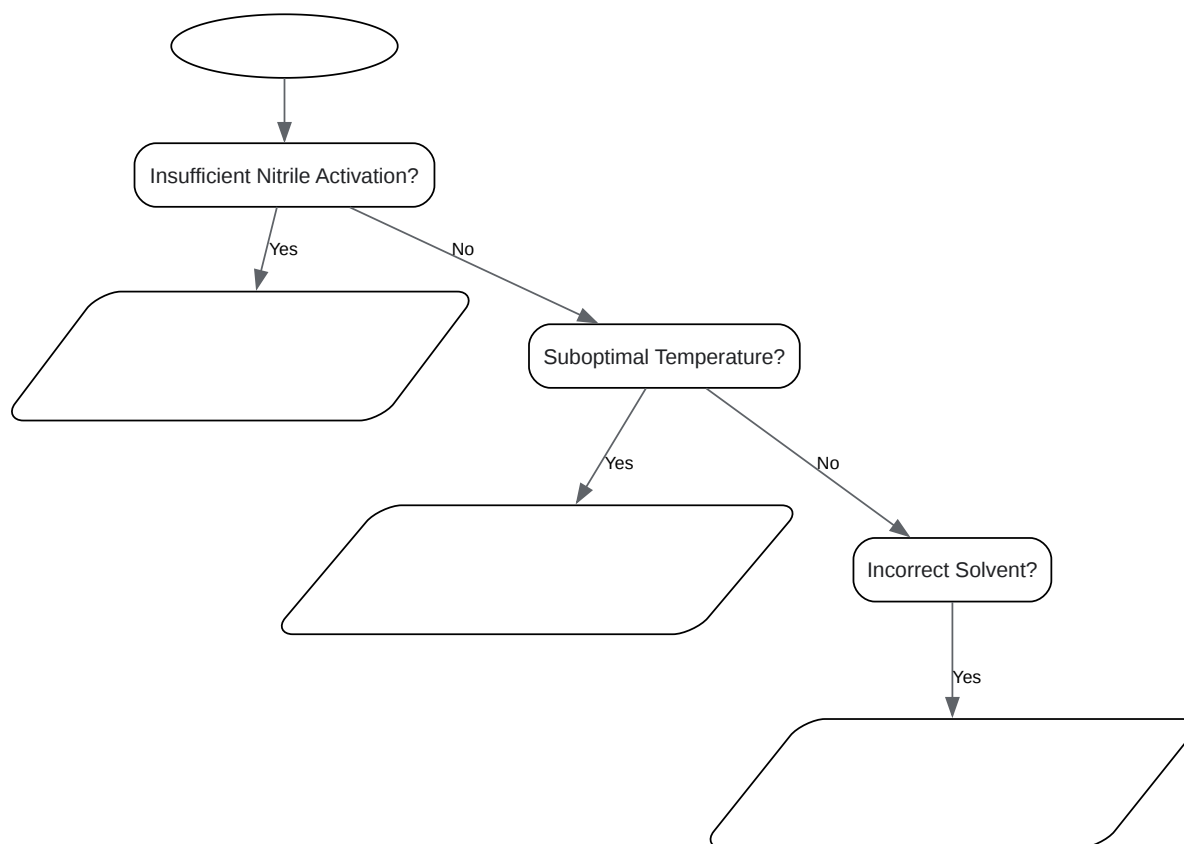 Insufficient Nitrile Activation?
Yes
No
Suboptimal Temperature?
Yes
No
Incorrect Solvent?
Yes